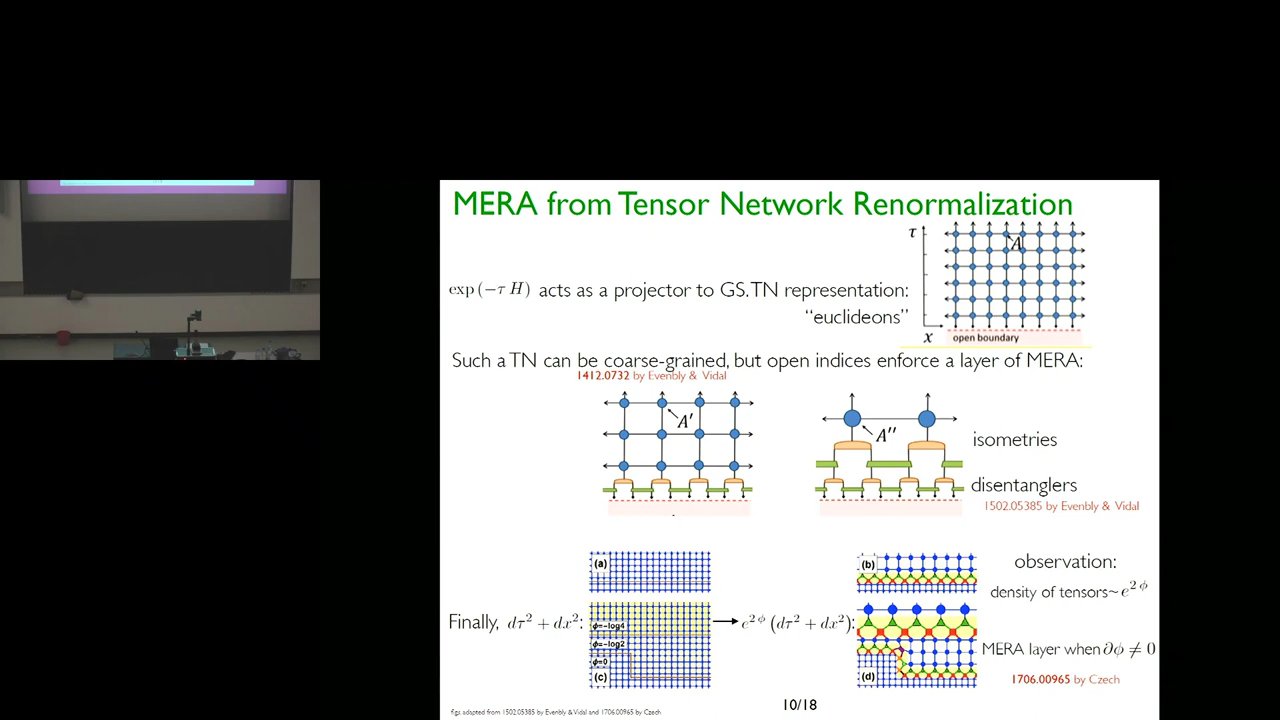 MERA from Tensor Network Renormalization
τ
A
exp (−τ H) acts as a projector to GS. TN representation:
"euclideons"
x
open boundary
Such a TN can be coarse-grained, but open indices enforce a layer of MERA:
1412.0732 by Evenbly & Vidal
A′
A″
isometries
disentanglers
1502.05385 by Evenbly & Vidal
(a)
(b)
observation:
density of tensors~ e^{2 φ}
Finally, dτ² + dx²:
ϕ=−log4
ϕ=−log2
ϕ=0
(c)
e^{2 φ} (dτ² + dx²):
(d)
MERA layer when ∂φ ≠ 0
1706.00965 by Czech
figs. adapted from 1502.05385 by Evenbly & Vidal and 1706.00965 by Czech
10/18